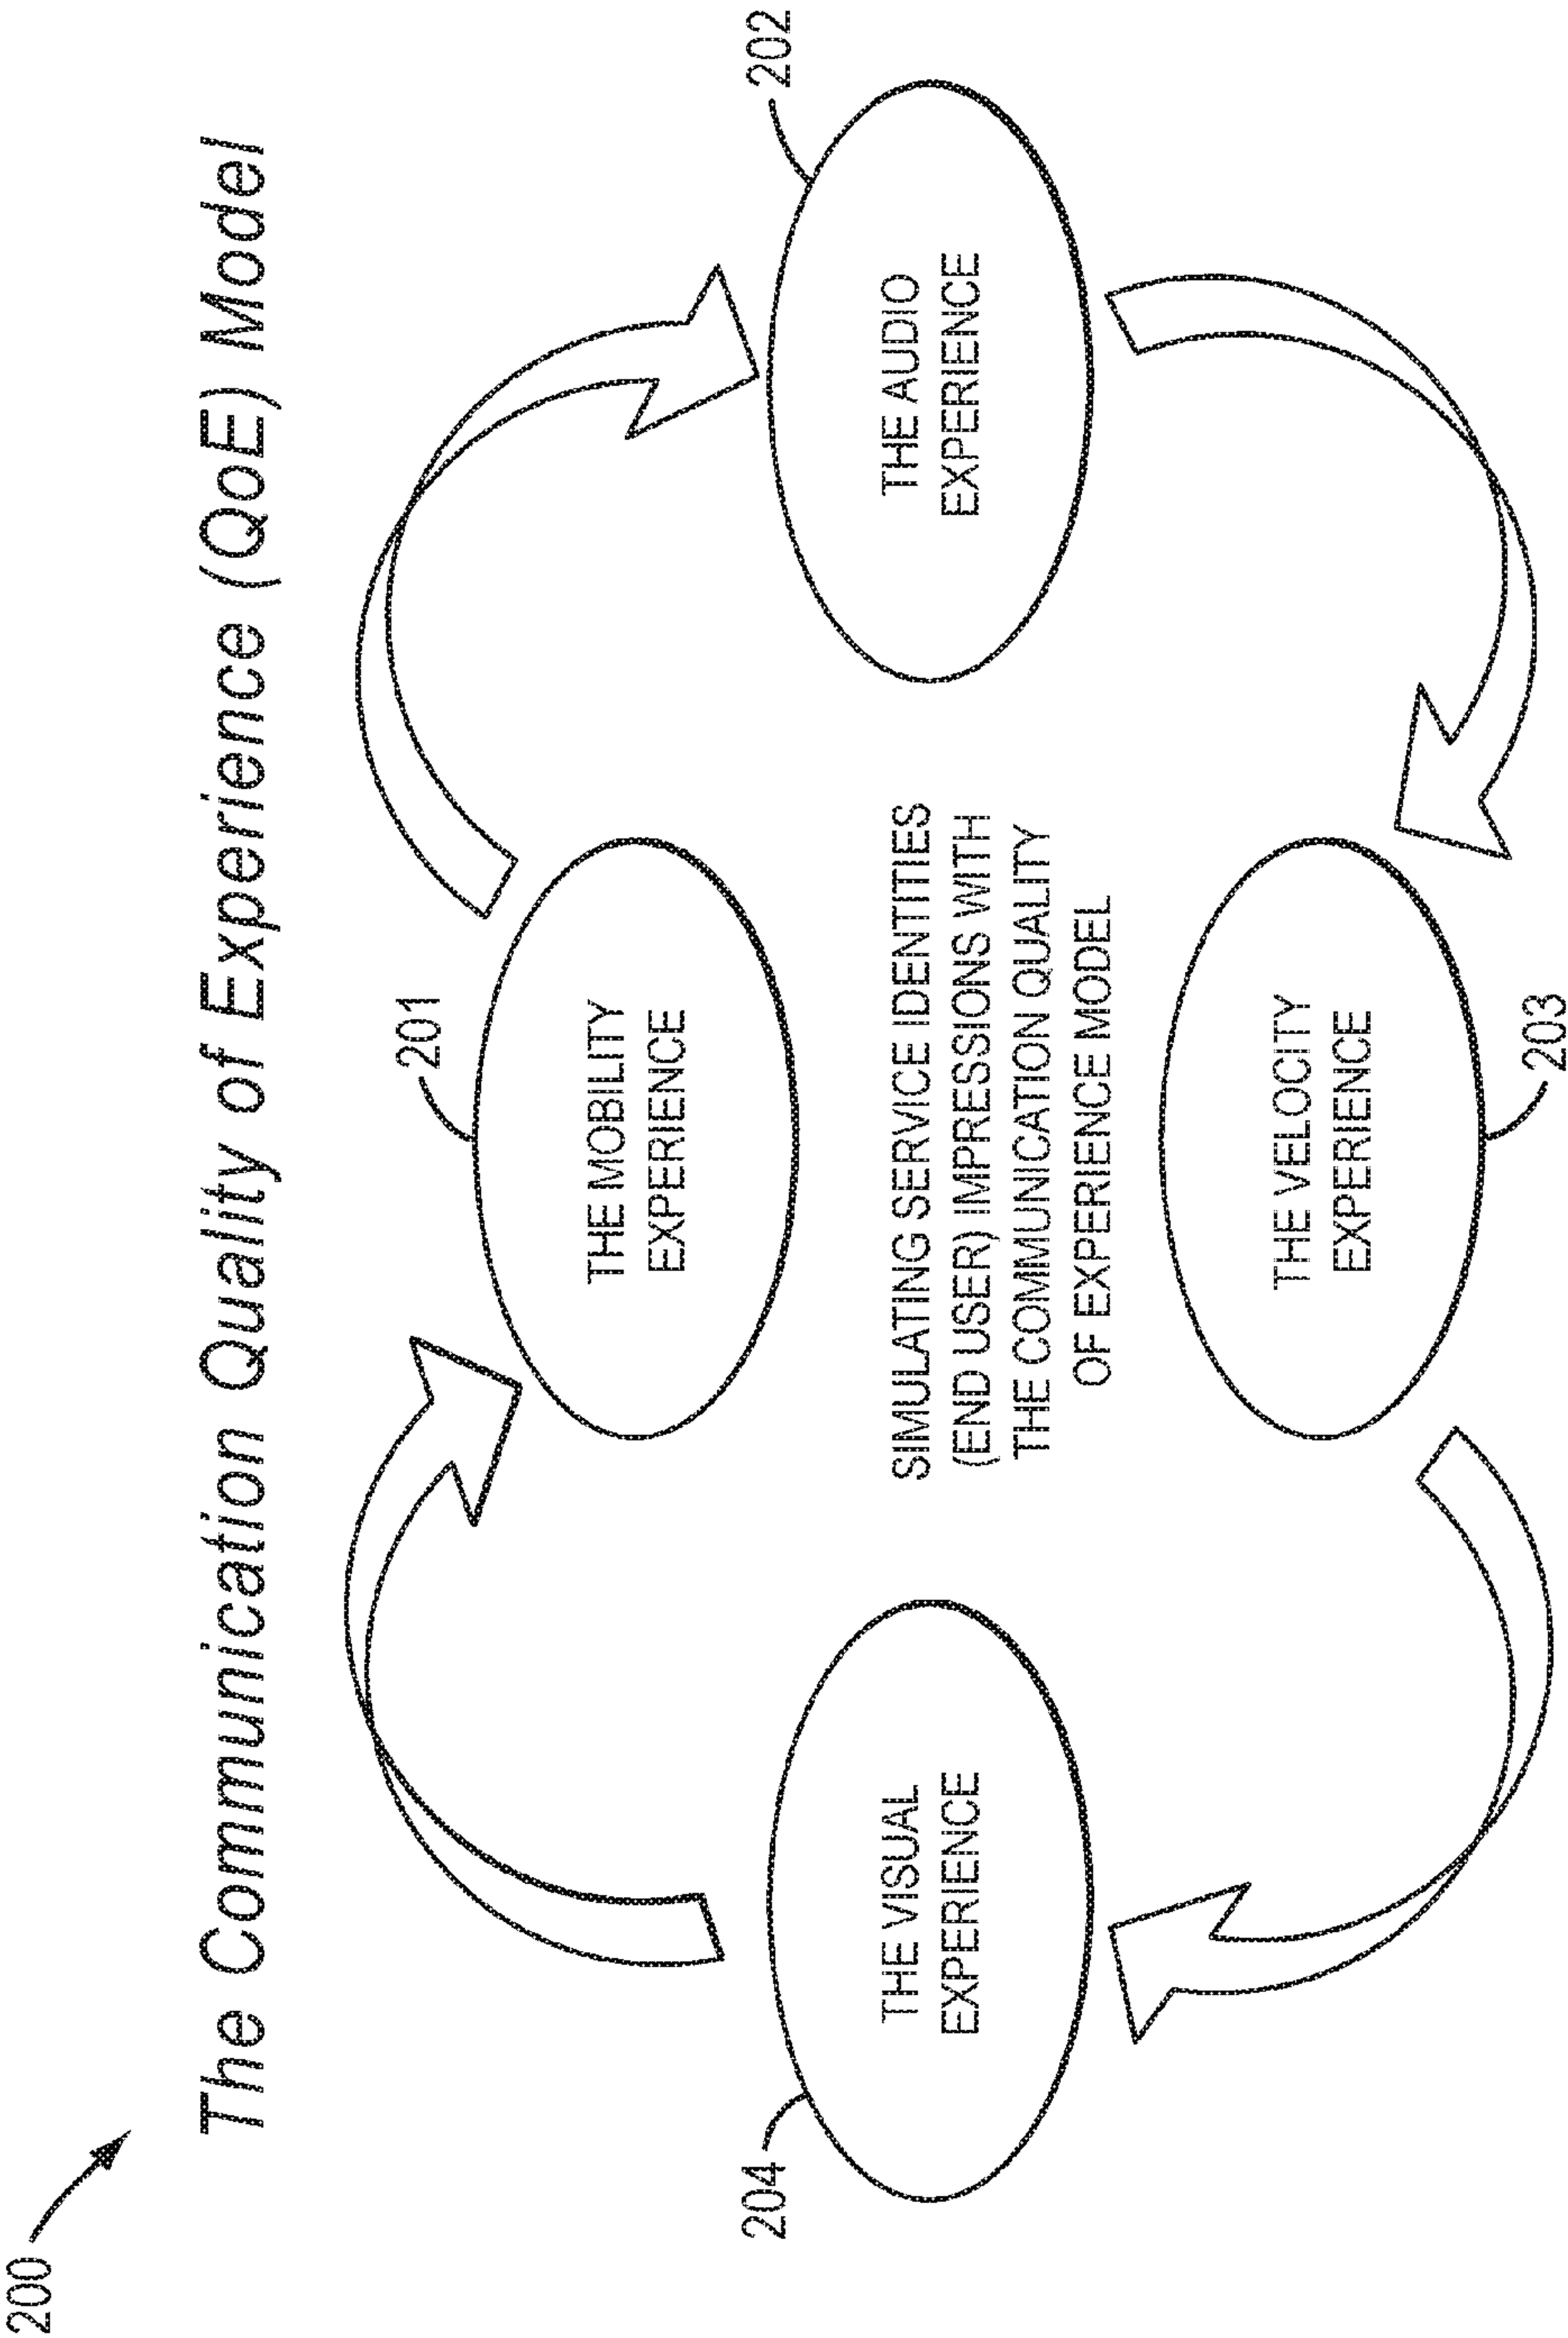 200
The Communication Quality of Experience (QoE) Model
201
THE MOBILITY
EXPERIENCE
202
THE AUDIO
EXPERIENCE
SIMULATING SERVICE IDENTITIES
(END USER) IMPRESSIONS WITH
THE COMMUNICATION QUALITY
OF EXPERIENCE MODEL
204
THE VISUAL
EXPERIENCE
THE VELOCITY
EXPERIENCE
203